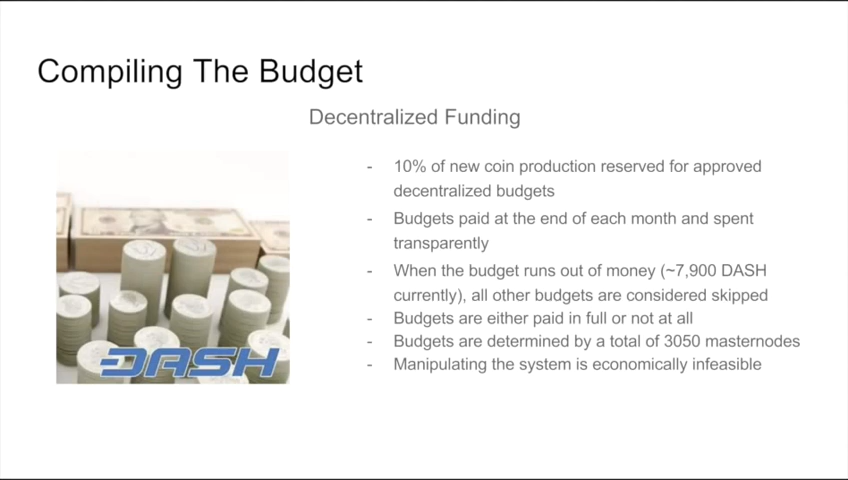 Compiling The Budget
Decentralized Funding
- 10% of new coin production reserved for approved
decentralized budgets
- Budgets paid at the end of each month and spent
transparently
- When the budget runs out of money (~7,900 DASH
currently), all other budgets are considered skipped
- Budgets are either paid in full or not at all
- Budgets are determined by a total of 3050 masternodes
- Manipulating the system is economically infeasible
DASH